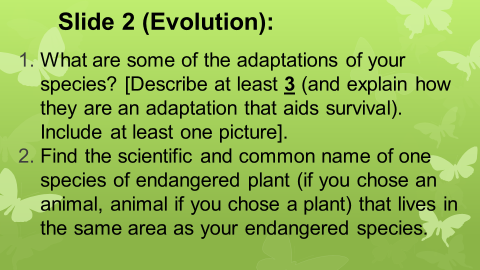 Slide 2 (Evolution):
1. What are some of the adaptations of your
species? [Describe at least 3 (and explain how
they are an adaptation that aids survival).
Include at least one picture].
2. Find the scientific and common name of one
species of endangered plant (if you chose an
animal, animal if you chose a plant) that lives in
the same area as your endangered species.